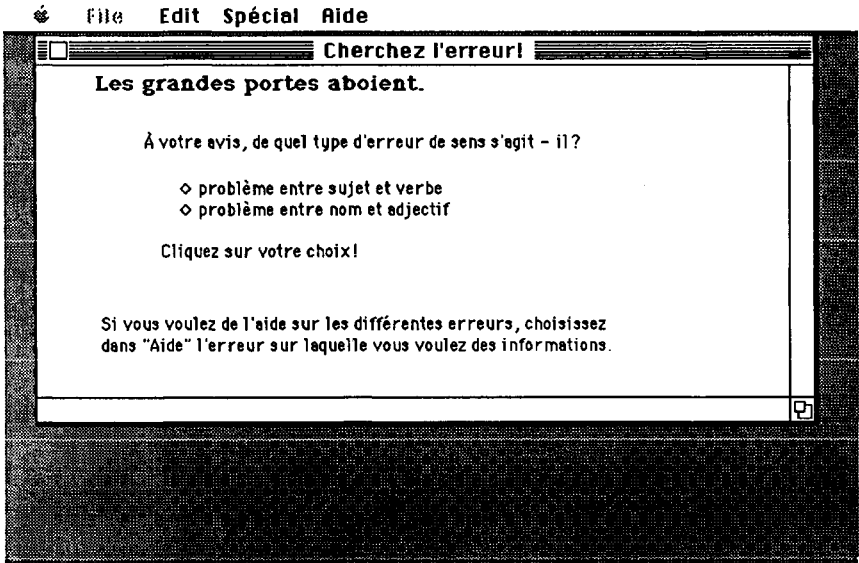 File Edit Spécial Aide
Cherchez l'erreur!
Les grandes portes aboient.
À votre avis, de quel type d'erreur de sens s'agit - il?
◇ problème entre sujet et verbe
◇ problème entre nom et adjectif
Cliquez sur votre choix!
Si vous voulez de l'aide sur les différentes erreurs, choisissez
dans "Aide" l'erreur sur laquelle vous voulez des informations.